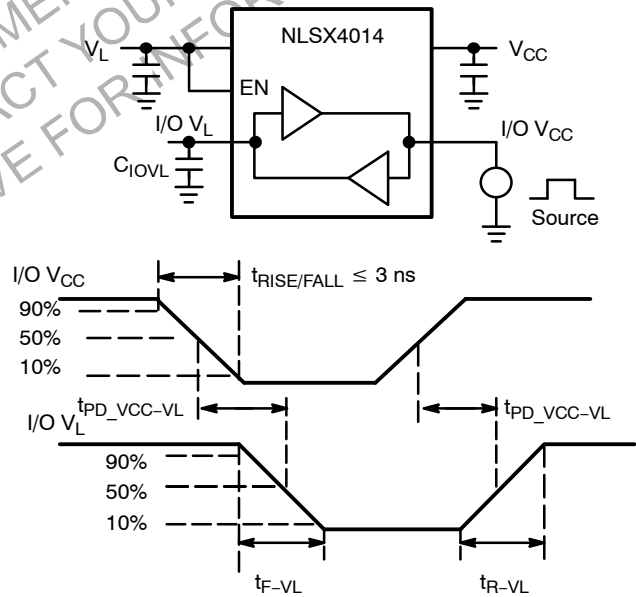 NLSX4014
V_L
V_CC
EN
I/O V_L
I/O V_CC
C_IOVL
Source
I/O V_CC
t_RISE/FALL ≤ 3 ns
90%
50%
10%
t_PD_VCC–VL
t_PD_VCC–VL
I/O V_L
90%
50%
10%
t_F–VL
t_R–VL